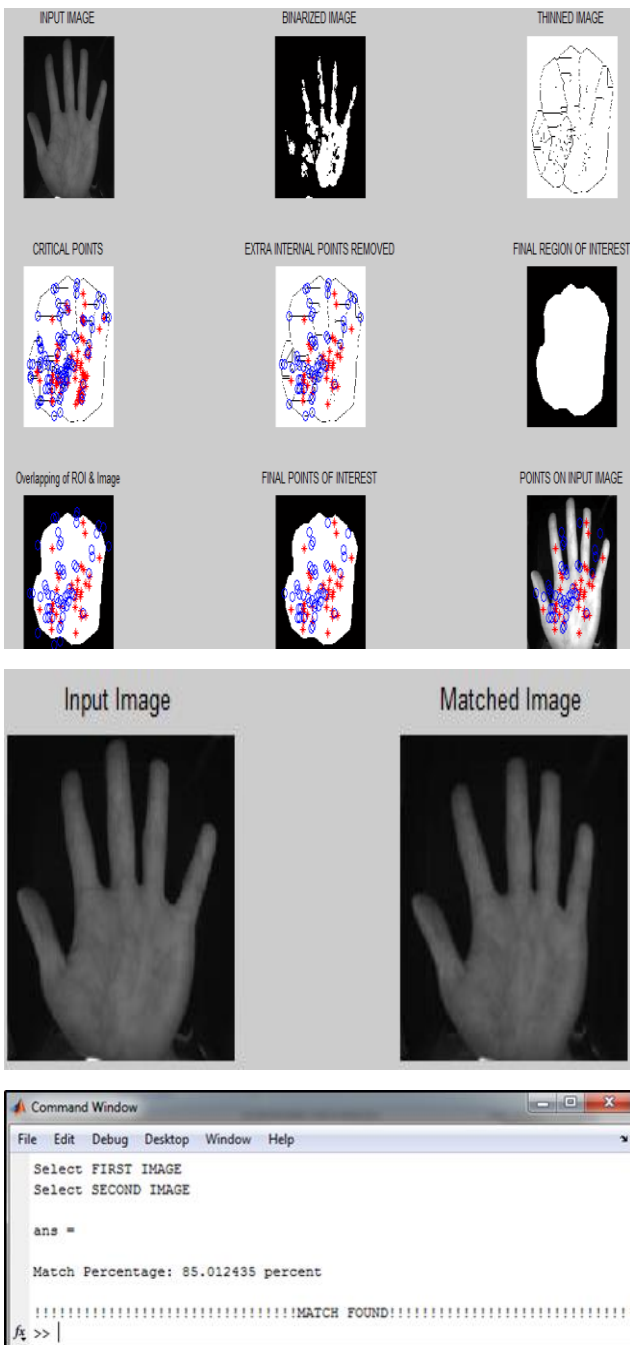 INPUT IMAGE BINARIZED IMAGE THINNED IMAGE
CRITICAL POINTS EXTRA INTERNAL POINTS REMOVED FINAL REGION OF INTEREST
Overlapping of ROI & Image FINAL POINTS OF INTEREST POINTS ON INPUT IMAGE
Input Image Matched Image
Command Window
File Edit Debug Desktop Window Help
Select FIRST IMAGE
Select SECOND IMAGE
ans =
Match Percentage: 85.012435 percent
!!!!!!!!!!!!!!!!!!!!!!!!!!!!!!!!MATCH FOUND!!!!!!!!!!!!!!!!!!!!!!!!!!!!!
fx >>